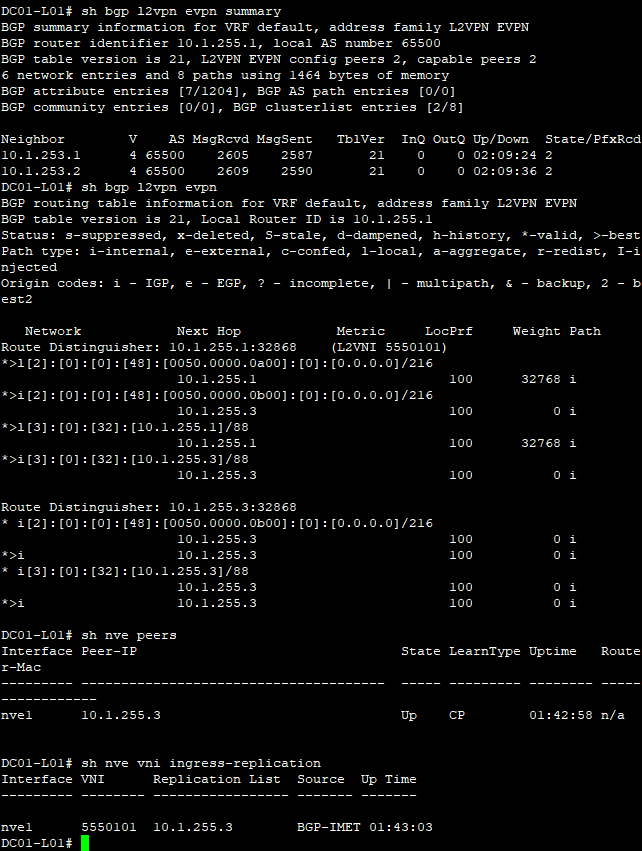 DC01-L01# sh bgp l2vpn evpn summary
BGP summary information for VRF default, address family L2VPN EVPN
BGP router identifier 10.1.255.1, local AS number 65500
BGP table version is 21, L2VPN EVPN config peers 2, capable peers 2
6 network entries and 8 paths using 1464 bytes of memory
BGP attribute entries [7/1204], BGP AS path entries [0/0]
BGP community entries [0/0], BGP clusterlist entries [2/8]

Neighbor        V    AS MsgRcvd MsgSent   TblVer  InQ OutQ Up/Down  State/PfxRcd
10.1.253.1      4 65500    2605    2587       21    0    0 02:09:24 2
10.1.253.2      4 65500    2609    2590       21    0    0 02:09:36 2
DC01-L01# sh bgp l2vpn evpn
BGP routing table information for VRF default, address family L2VPN EVPN
BGP table version is 21, Local Router ID is 10.1.255.1
Status: s-suppressed, x-deleted, S-stale, d-dampened, h-history, *-valid, >-best
Path type: i-internal, e-external, c-confed, l-local, a-aggregate, r-redist, I-i
njected
Origin codes: i - IGP, e - EGP, ? - incomplete, | - multipath, & - backup, 2 - b
est2

   Network            Next Hop            Metric     LocPrf     Weight Path
Route Distinguisher: 10.1.255.1:32868    (L2VNI 5550101)
*>l[2]:[0]:[0]:[48]:[0050.0000.0a00]:[0]:[0.0.0.0]/216
                      10.1.255.1                        100      32768 i
*>i[2]:[0]:[0]:[48]:[0050.0000.0b00]:[0]:[0.0.0.0]/216
                      10.1.255.3                        100          0 i
*>l[3]:[0]:[32]:[10.1.255.1]/88
                      10.1.255.1                        100      32768 i
*>i[3]:[0]:[32]:[10.1.255.3]/88
                      10.1.255.3                        100          0 i

Route Distinguisher: 10.1.255.3:32868
* i[2]:[0]:[0]:[48]:[0050.0000.0b00]:[0]:[0.0.0.0]/216
                      10.1.255.3                        100          0 i
*>i                   10.1.255.3                        100          0 i
* i[3]:[0]:[32]:[10.1.255.3]/88
                      10.1.255.3                        100          0 i
*>i                   10.1.255.3                        100          0 i

DC01-L01# sh nve peers
Interface Peer-IP                                 State LearnType Uptime   Route
r-Mac
--------- --------------------------------------  ----- --------- -------- -----
------------
nve1      10.1.255.3                              Up    CP        01:42:58 n/a

DC01-L01# sh nve vni ingress-replication
Interface VNI      Replication List  Source  Up Time
--------- -------- ----------------- ------- -------

nve1      5550101  10.1.255.3        BGP-IMET 01:43:03
DC01-L01#